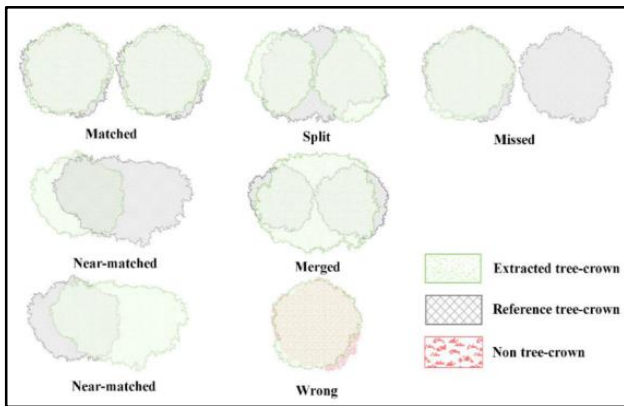 Matched
Split
Missed
Near-matched
Merged
Extracted tree-crown
Reference tree-crown
Near-matched
Wrong
Non tree-crown